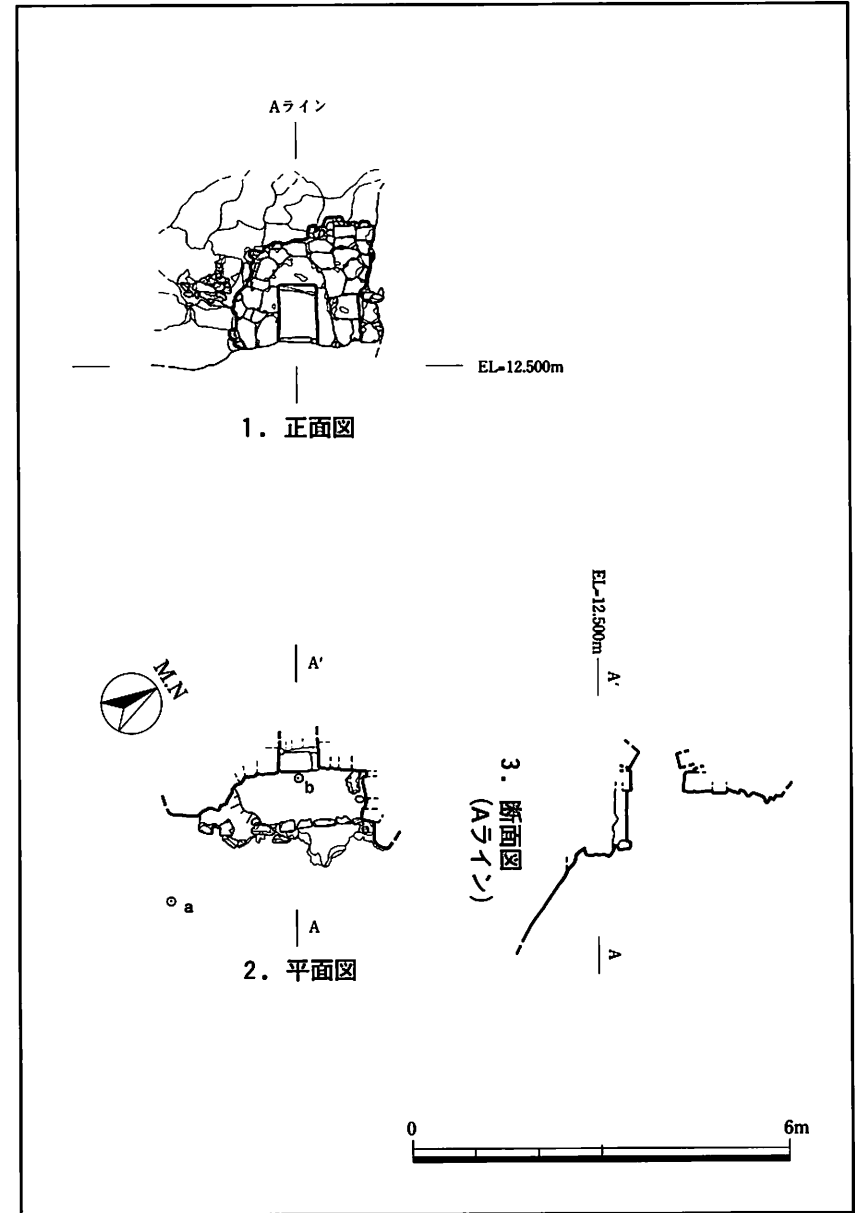 Aライン
EL=12.500m
1. 正面図
M.N
A'
b
a
A
2. 平面図
EL=12.500m
A'
3. 断面図
(Aライン)
A
0
6m